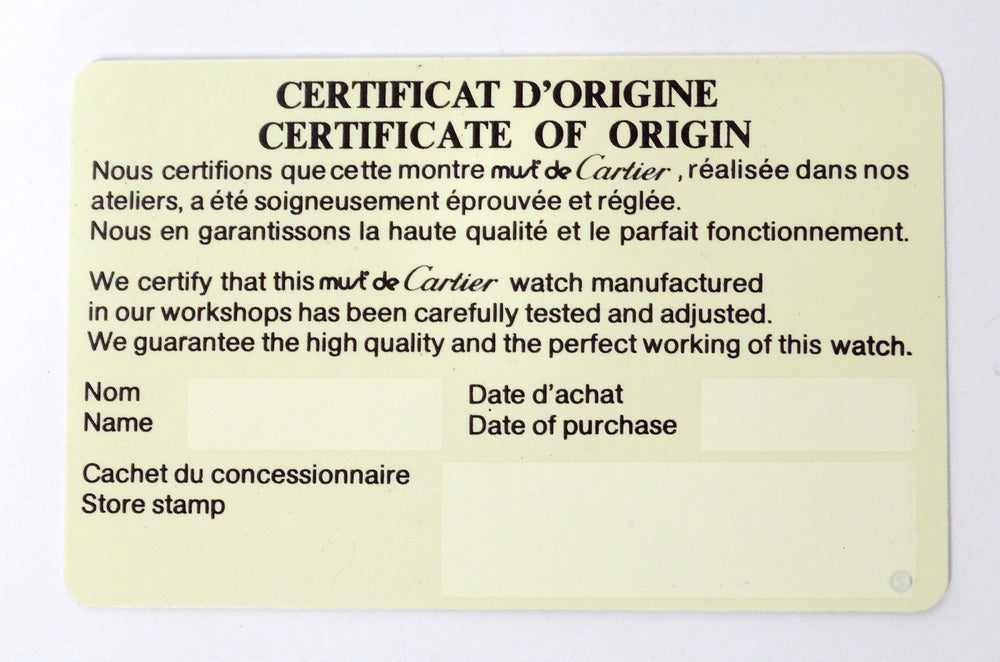 CERTIFICAT D'ORIGINE
CERTIFICATE OF ORIGIN
Nous certifions que cette montre must de Cartier, réalisée dans nos
ateliers, a été soigneusement éprouvée et réglée.
Nous en garantissons la haute qualité et le parfait fonctionnement.
We certify that this must de Cartier watch manufactured
in our workshops has been carefully tested and adjusted.
We guarantee the high quality and the perfect working of this watch.
Nom
Name
Date d'achat
Date of purchase
Cachet du concessionnaire
Store stamp